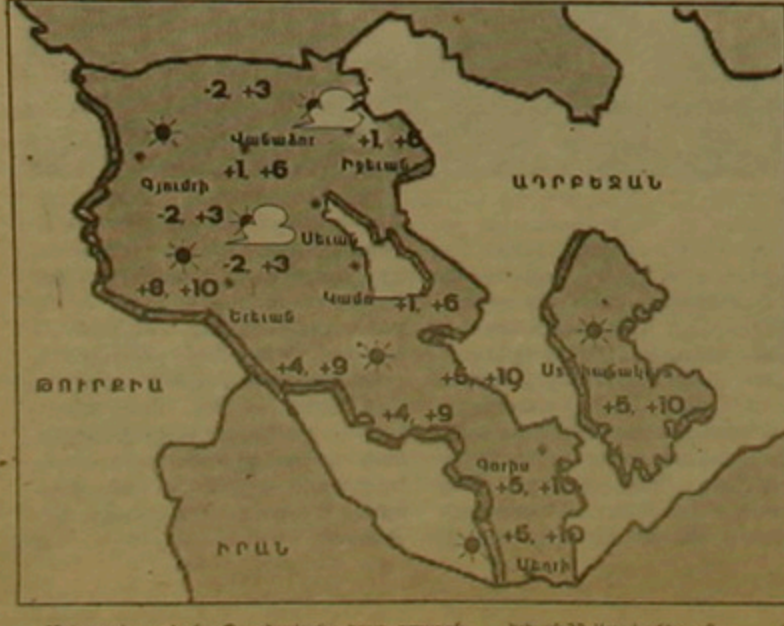 -2, +3
Վանաձոր
+1, +6
Իջեւան
+1, +6
Գյումրի
ԱԴՐԲԵՋԱՆ
-2, +3
Սեւան
-2, +3
+8, +10
Կամո
+1, +6
Երեւան
+4, +9
+5, +10
ԹՈՒՐՔԻԱ
+4, +9
+5, +10
Գորիս
+5, +10
+5, +10
ԻՐԱՆ
Մեղրի